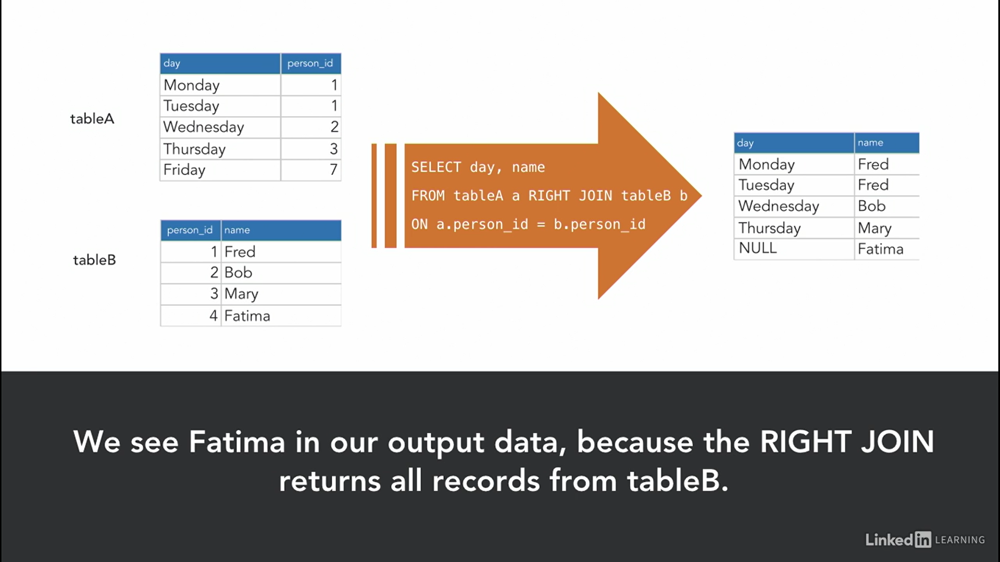 tableA
day person_id
Monday 1
Tuesday 1
Wednesday 2
Thursday 3
Friday 7
tableB
person_id name
1 Fred
2 Bob
3 Mary
4 Fatima
SELECT day, name
FROM tableA a RIGHT JOIN tableB b
ON a.person_id = b.person_id
day name
Monday Fred
Tuesday Fred
Wednesday Bob
Thursday Mary
NULL Fatima
We see Fatima in our output data, because the RIGHT JOIN
returns all records from tableB.
Linked in LEARNING